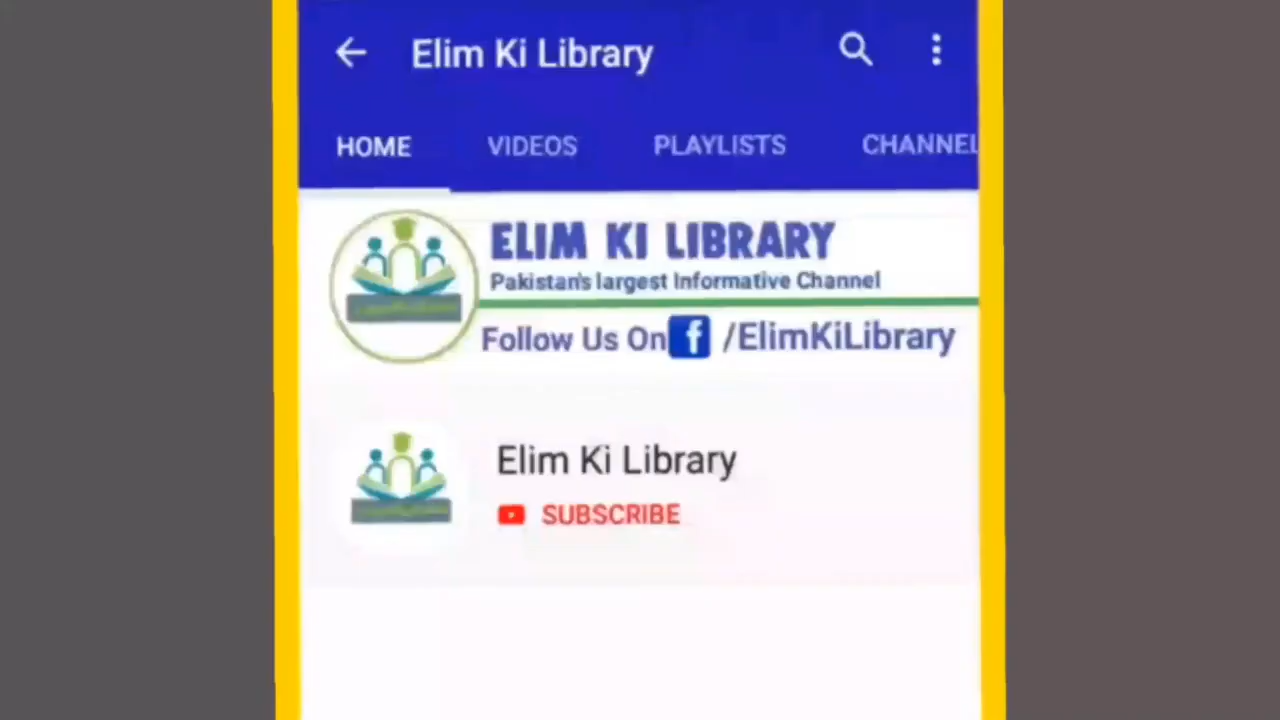 Elim Ki Library
HOME VIDEOS PLAYLISTS CHANNEL
ELIM KI LIBRARY
Pakistan's largest Informative Channel
Follow Us On f /ElimKiLibrary
Elim Ki Library
SUBSCRIBE